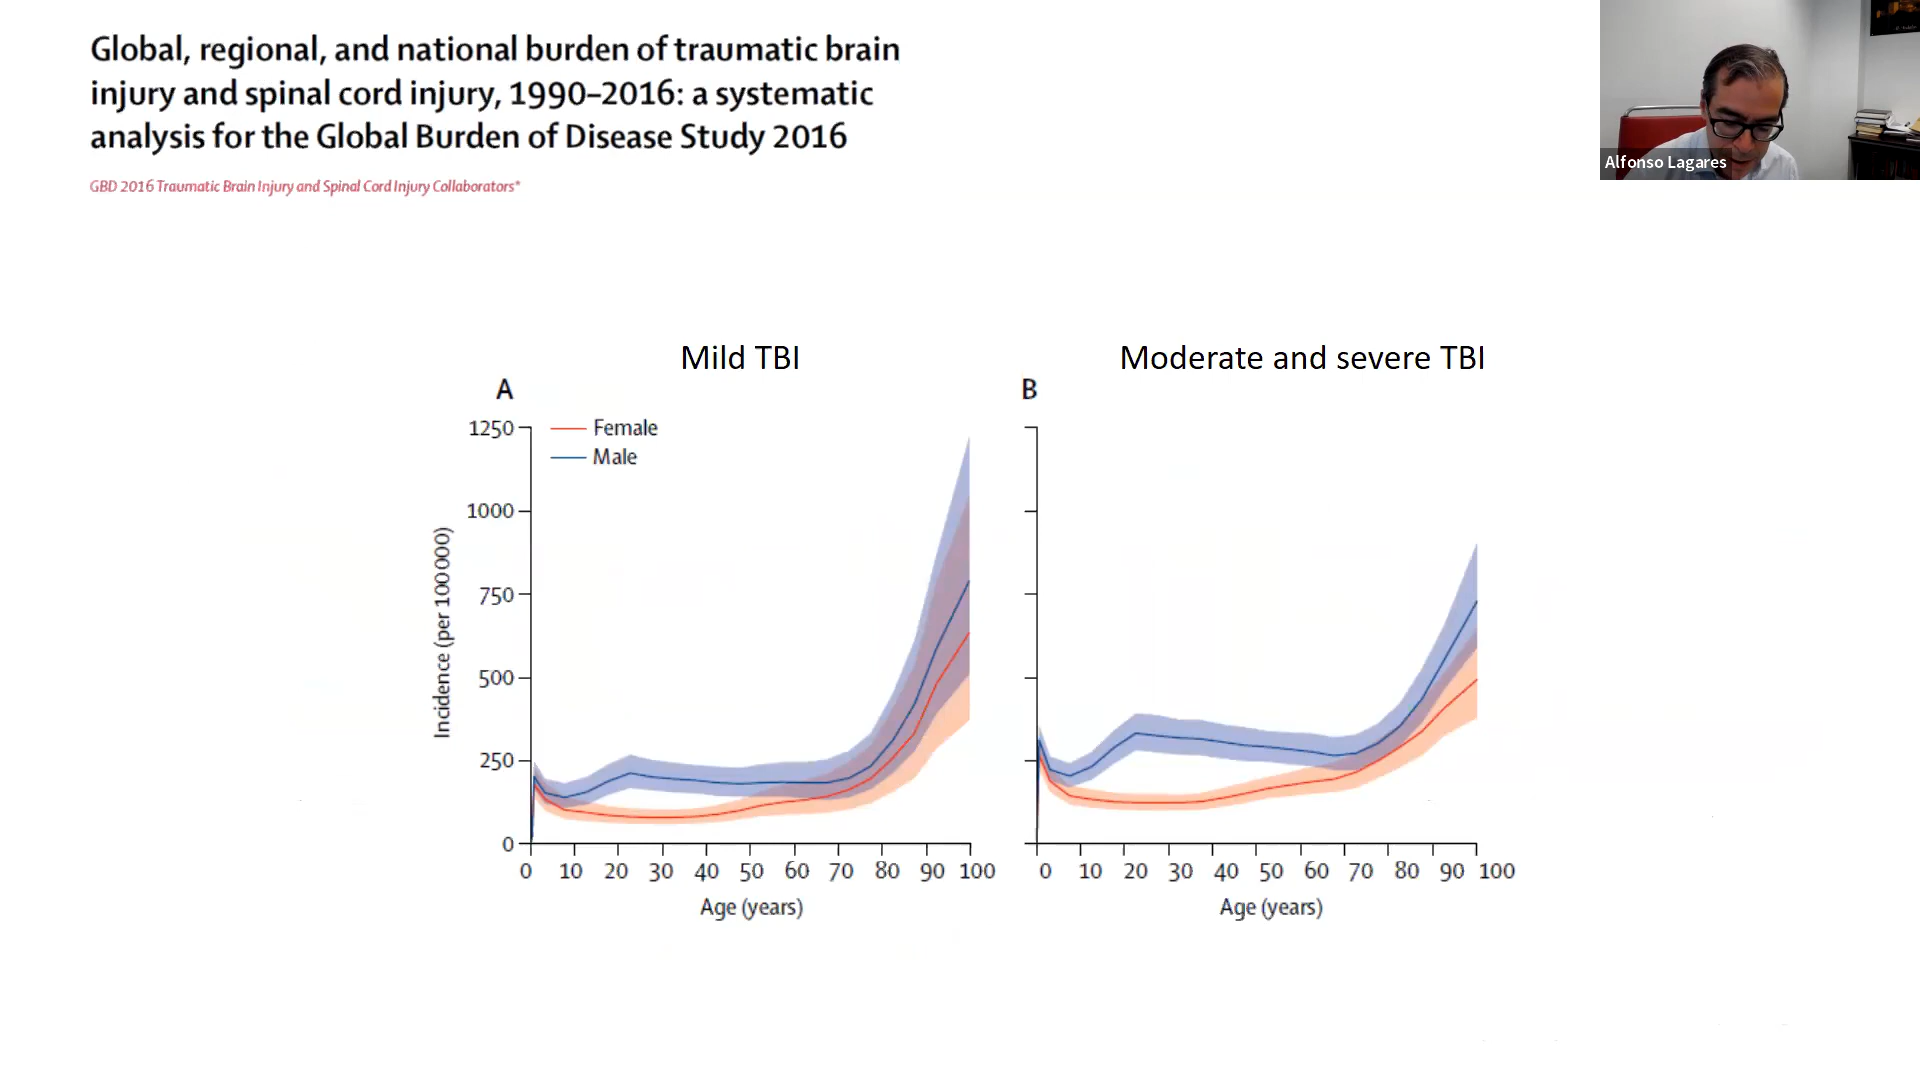 Global, regional, and national burden of traumatic brain
injury and spinal cord injury, 1990–2016: a systematic
analysis for the Global Burden of Disease Study 2016
GBD 2016 Traumatic Brain Injury and Spinal Cord Injury Collaborators*
Alfonso Lagares
Mild TBI
A
Female
Male
1250
1000
750
500
250
0
Incidence (per 100 000)
0 10 20 30 40 50 60 70 80 90 100
Age (years)
Moderate and severe TBI
B
0 10 20 30 40 50 60 70 80 90 100
Age (years)